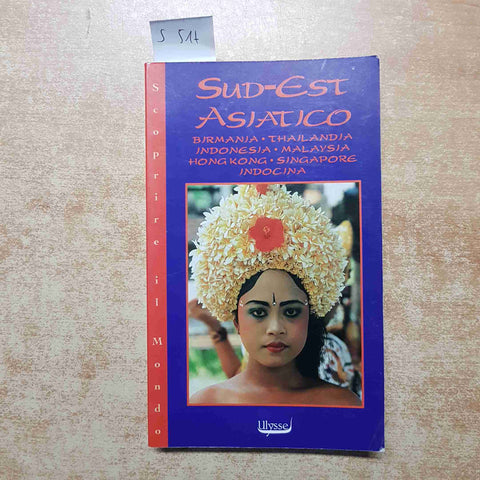 S 517
Scoprire il Mondo
SUD-EST
ASIATICO
BIRMANIA • THAILANDIA
INDONESIA • MALAYSIA
HONG KONG • SINGAPORE
INDOCINA
Ulysse